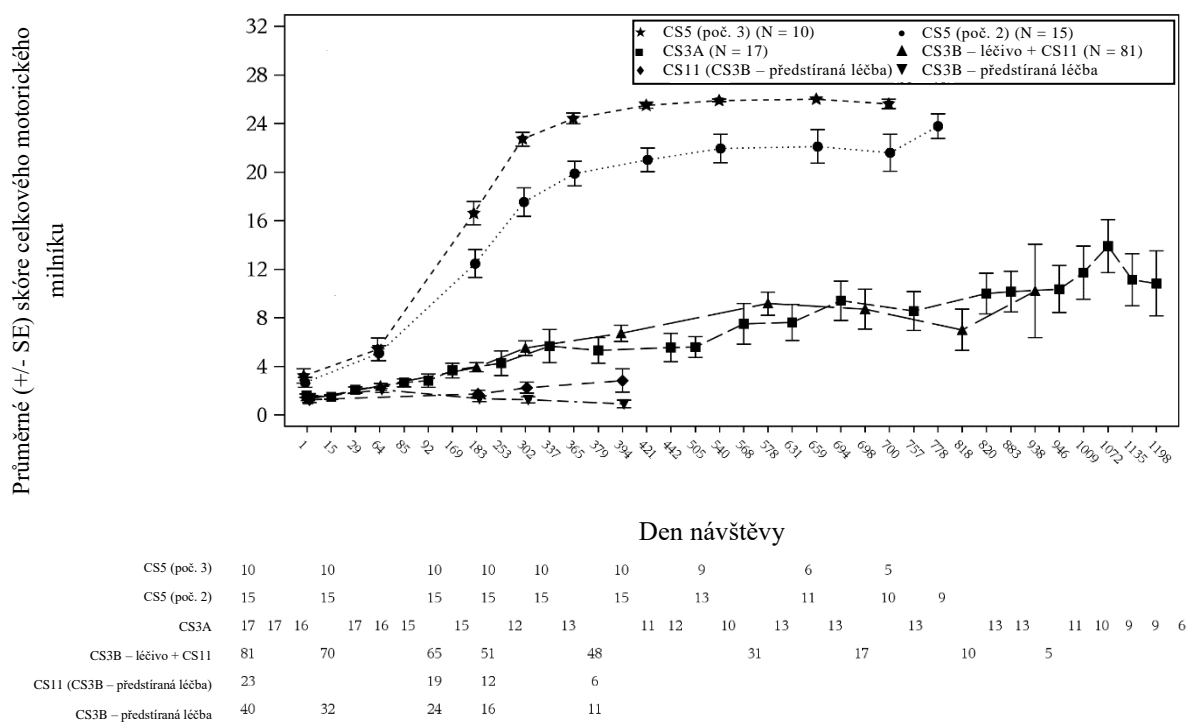 Průměrné (+/- SE) skóre celkového motorického
milníku
32
28
24
20
16
12
8
4
0
CS5 (poč. 3) (N = 10)
CS5 (poč. 2) (N = 15)
CS3A (N = 17)
CS3B – léčivo + CS11 (N = 81)
CS11 (CS3B – předstíraná léčba)
CS3B – předstíraná léčba
1 15 29 64 85 92 169 183 253 302 337 365 379 394 421 442 505 540 568 578 631 659 694 698 700 757 778 818 820 883 938 946 1009 1072 1135 1198
Den návštěvy
CS5 (poč. 3) 10 10 10 10 10 10 9 6 5
CS5 (poč. 2) 15 15 15 15 15 15 13 11 10 9
CS3A 17 17 16 17 16 15 15 12 13 11 12 10 13 13 13 13 13 11 10 9 9 6
CS3B – léčivo + CS11 81 70 65 51 48 31 17 10 5
CS11 (CS3B – předstíraná léčba) 23 19 12 6
CS3B – předstíraná léčba 40 32 24 16 11